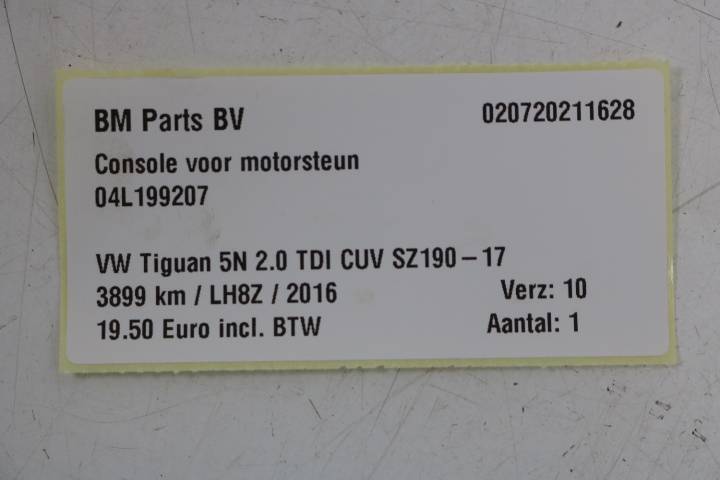 BM Parts BV 020720211628
Console voor motorsteun
04L199207
VW Tiguan 5N 2.0 TDI CUV SZ190-17
3899 km / LH8Z / 2016 Verz: 10
19.50 Euro incl. BTW Aantal: 1